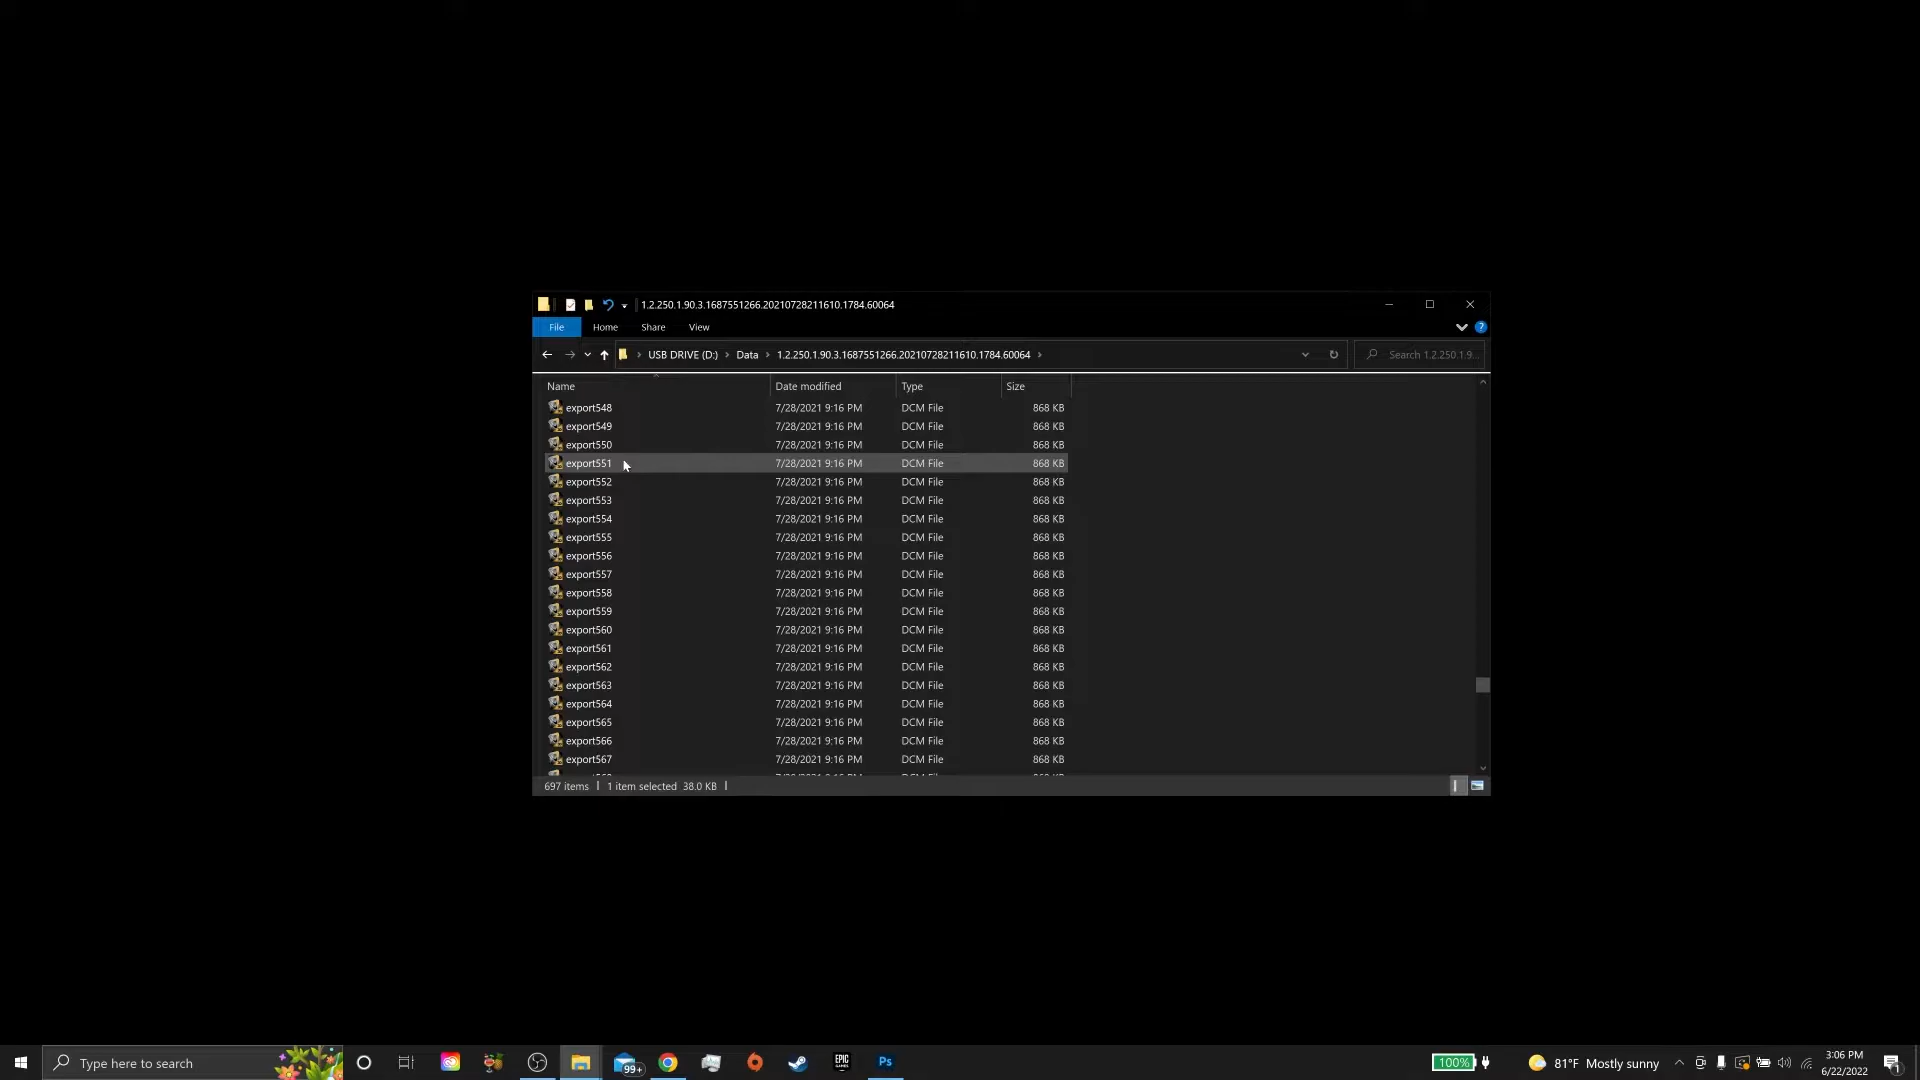 1.2.250.1.90.3.1687551266.20210728211610.1784.60064
File Home Share View ?
USB DRIVE (D:) Data 1.2.250.1.90.3.1687551266.20210728211610.1784.60064 Search 1.2.250.1.9...
Name Date modified Type Size
export548 7/28/2021 9:16 PM DCM File 868 KB
export549 7/28/2021 9:16 PM DCM File 868 KB
export550 7/28/2021 9:16 PM DCM File 868 KB
export551 7/28/2021 9:16 PM DCM File 868 KB
export552 7/28/2021 9:16 PM DCM File 868 KB
export553 7/28/2021 9:16 PM DCM File 868 KB
export554 7/28/2021 9:16 PM DCM File 868 KB
export555 7/28/2021 9:16 PM DCM File 868 KB
export556 7/28/2021 9:16 PM DCM File 868 KB
export557 7/28/2021 9:16 PM DCM File 868 KB
export558 7/28/2021 9:16 PM DCM File 868 KB
export559 7/28/2021 9:16 PM DCM File 868 KB
export560 7/28/2021 9:16 PM DCM File 868 KB
export561 7/28/2021 9:16 PM DCM File 868 KB
export562 7/28/2021 9:16 PM DCM File 868 KB
export563 7/28/2021 9:16 PM DCM File 868 KB
export564 7/28/2021 9:16 PM DCM File 868 KB
export565 7/28/2021 9:16 PM DCM File 868 KB
export566 7/28/2021 9:16 PM DCM File 868 KB
export567 7/28/2021 9:16 PM DCM File 868 KB
697 items 1 item selected 38.0 KB
Type here to search 99+ EPIC GAMES Ps 100% 81°F Mostly sunny 3:06 PM
6/22/2022 1